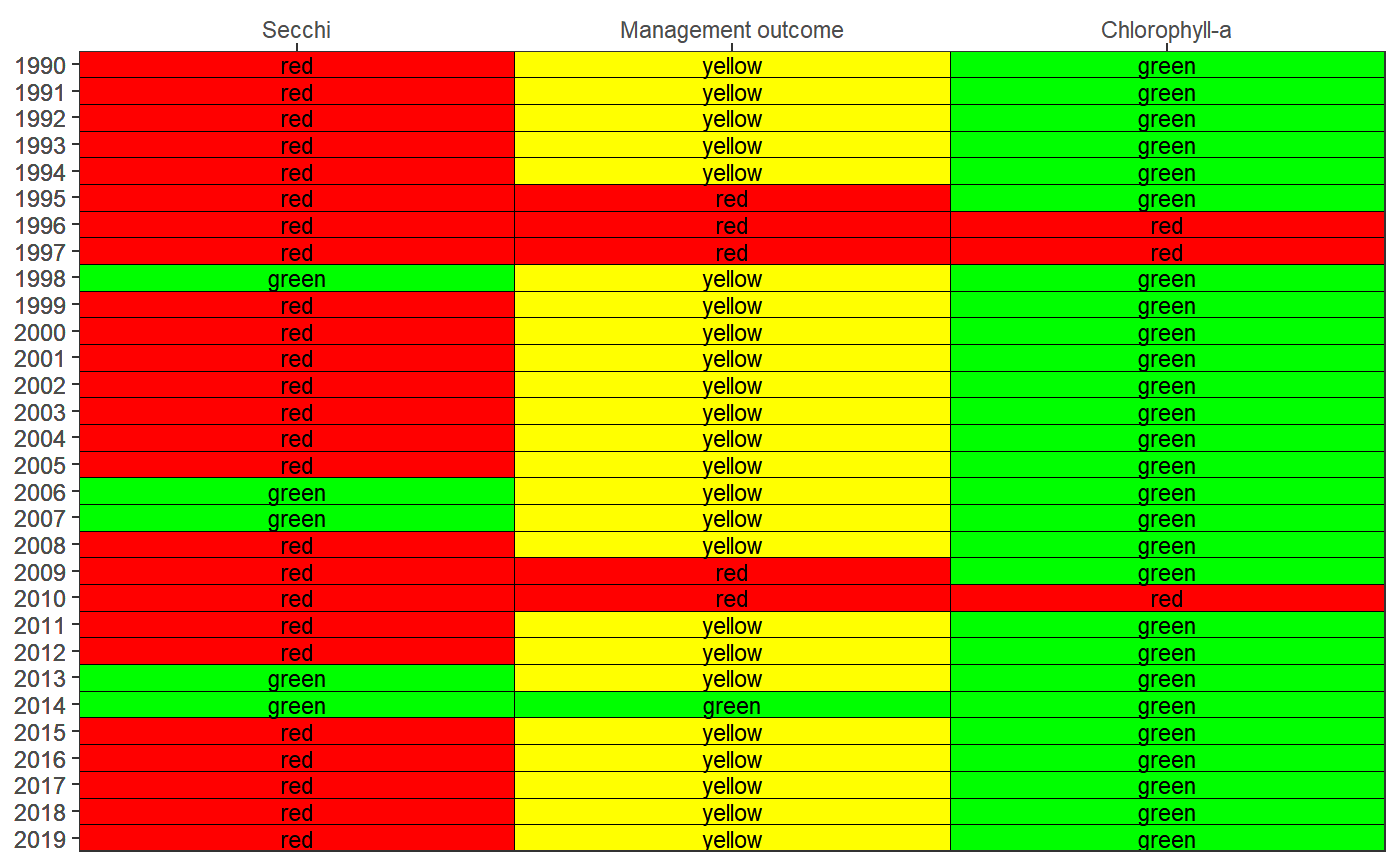 Secchi Management outcome Chlorophyll-a
1990 red yellow green
1991 red yellow green
1992 red yellow green
1993 red yellow green
1994 red yellow green
1995 red red green
1996 red red red
1997 red red red
1998 green yellow green
1999 red yellow green
2000 red yellow green
2001 red yellow green
2002 red yellow green
2003 red yellow green
2004 red yellow green
2005 red yellow green
2006 green yellow green
2007 green yellow green
2008 red yellow green
2009 red red green
2010 red red red
2011 red yellow green
2012 red yellow green
2013 green yellow green
2014 green green green
2015 red yellow green
2016 red yellow green
2017 red yellow green
2018 red yellow green
2019 red yellow green